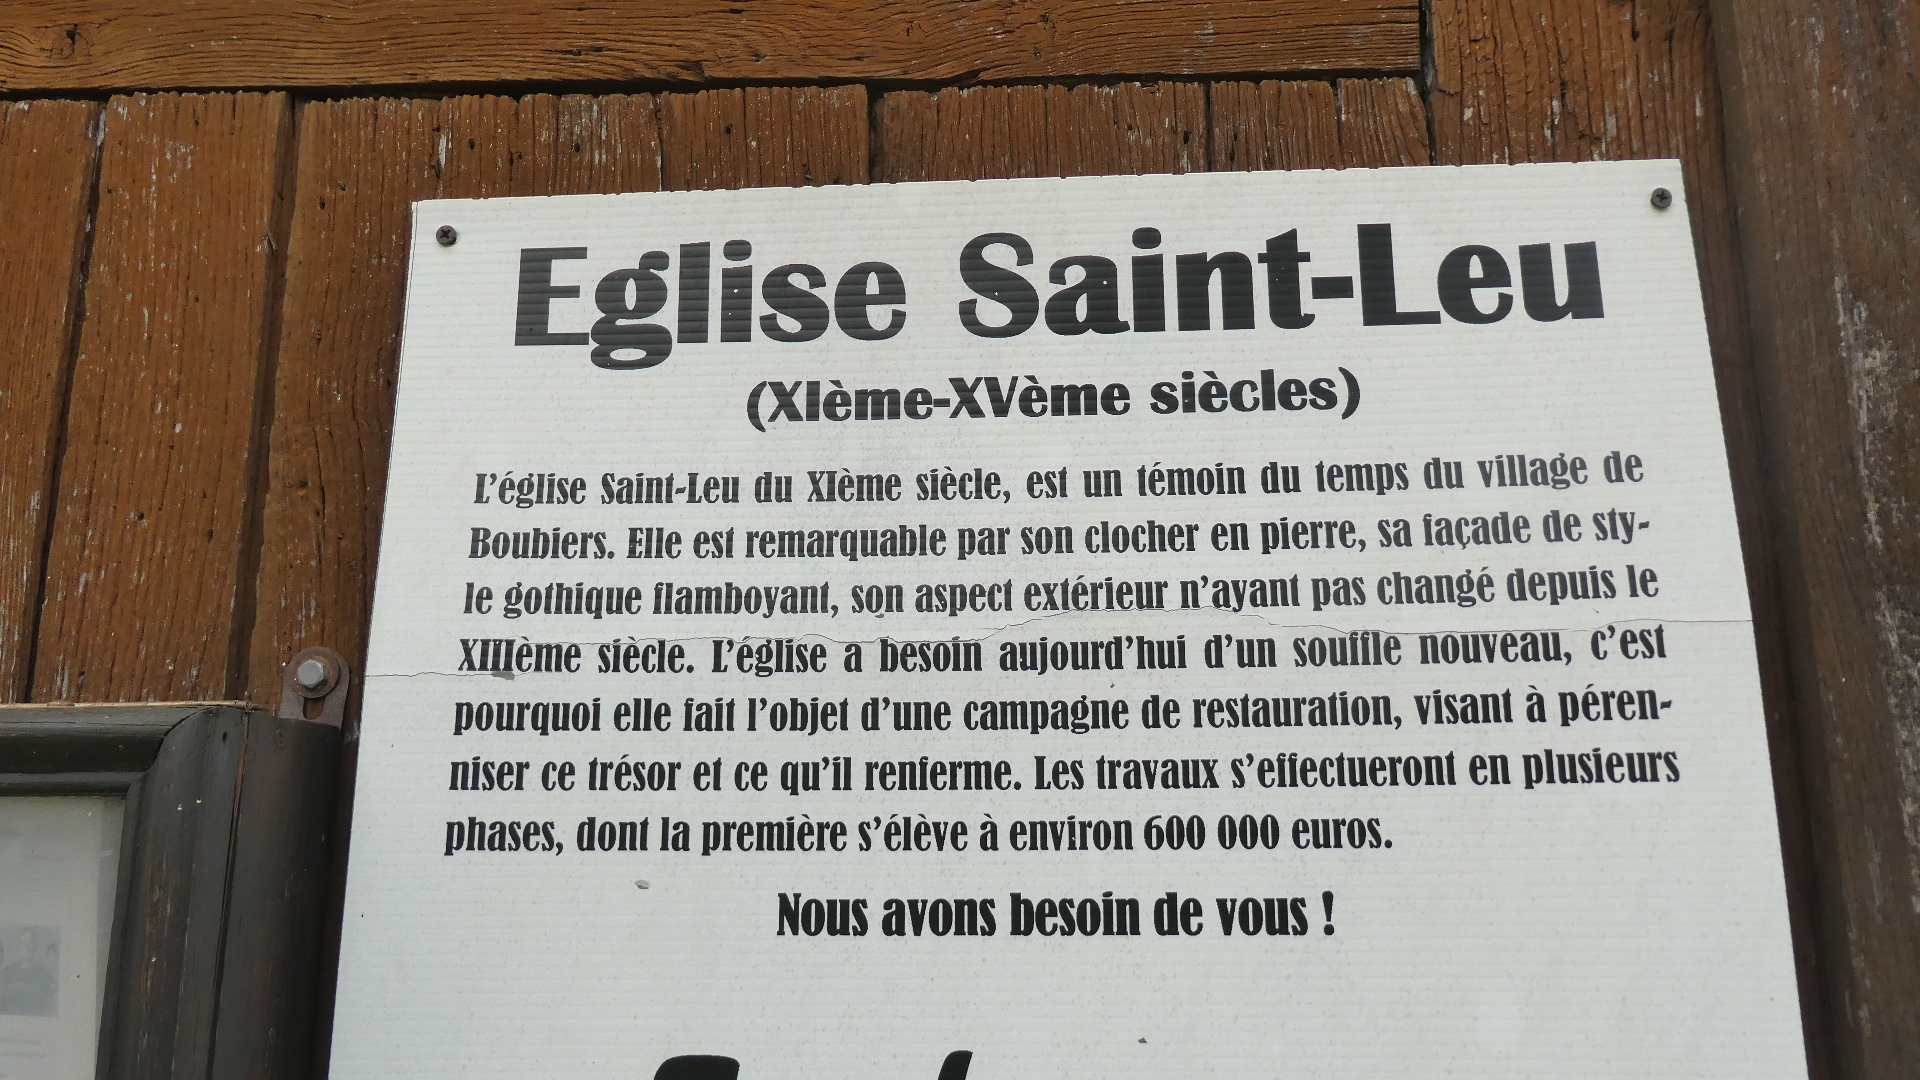 Eglise Saint-Leu
(XIème-XVème siècles)
L'église Saint-Leu du XIème siècle, est un témoin du temps du village de
Boubiers. Elle est remarquable par son clocher en pierre, sa façade de sty-
le gothique flamboyant, son aspect extérieur n'ayant pas changé depuis le
XIIIème siècle. L'église a besoin aujourd'hui d'un souffle nouveau, c'est
pourquoi elle fait l'objet d'une campagne de restauration, visant à péren-
niser ce trésor et ce qu'il renferme. Les travaux s'effectueront en plusieurs
phases, dont la première s'élève à environ 600 000 euros.
Nous avons besoin de vous !